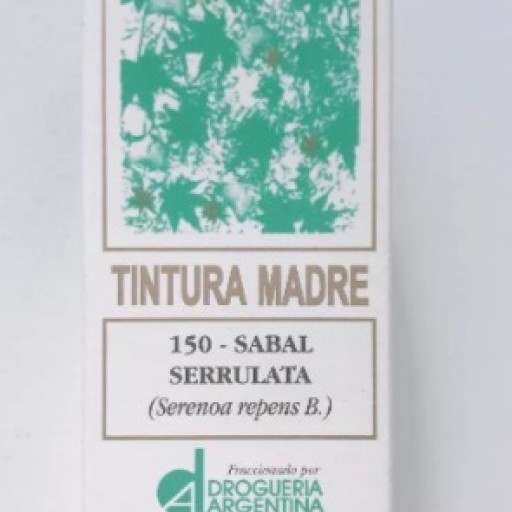 TINTURA MADRE
150 - SABAL
SERRULATA
(Serenoa repens B.)
Fraccionado por
DROGUERIA
ARGENTINA